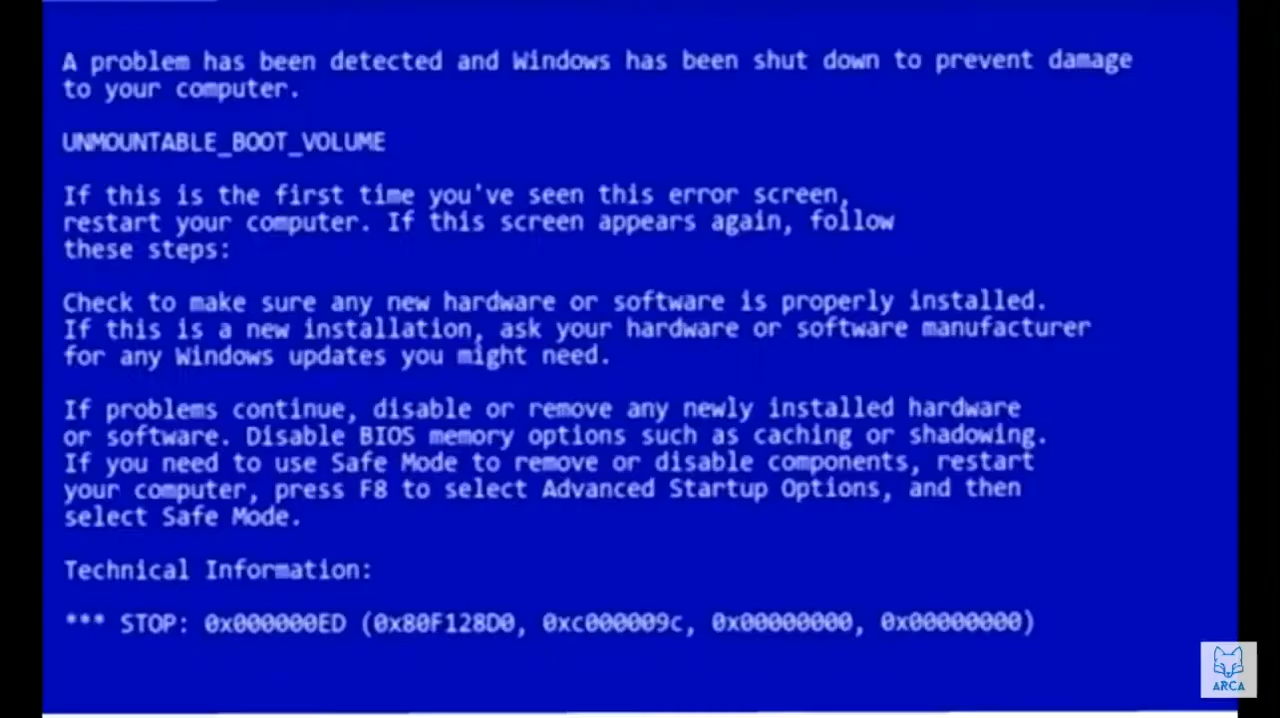 A problem has been detected and Windows has been shut down to prevent damage
to your computer.
UNMOUNTABLE_BOOT_VOLUME
If this is the first time you've seen this error screen,
restart your computer. If this screen appears again, follow
these steps:
Check to make sure any new hardware or software is properly installed.
If this is a new installation, ask your hardware or software manufacturer
for any Windows updates you might need.
If problems continue, disable or remove any newly installed hardware
or software. Disable BIOS memory options such as caching or shadowing.
If you need to use Safe Mode to remove or disable components, restart
your computer, press F8 to select Advanced Startup Options, and then
select Safe Mode.
Technical Information:
*** STOP: 0x000000ED (0x80F128D0, 0xc000009c, 0x00000000, 0x00000000)
ARCA